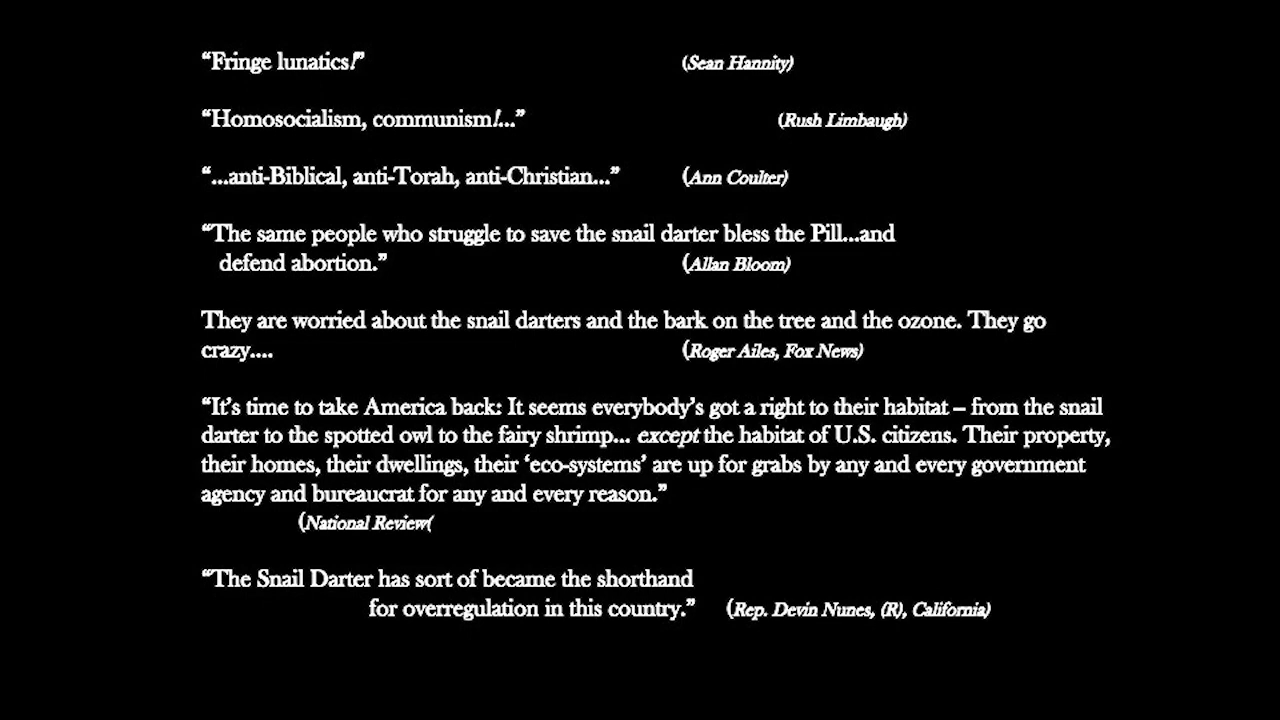 “Fringe lunatics!” (Sean Hannity)
“Homosocialism, communism!...” (Rush Limbaugh)
“...anti-Biblical, anti-Torah, anti-Christian...” (Ann Coulter)
“The same people who struggle to save the snail darter bless the Pill...and
defend abortion.” (Allan Bloom)
They are worried about the snail darters and the bark on the tree and the ozone. They go
crazy.... (Roger Ailes, Fox News)
“It’s time to take America back: It seems everybody’s got a right to their habitat – from the snail
darter to the spotted owl to the fairy shrimp... except the habitat of U.S. citizens. Their property,
their homes, their dwellings, their ‘eco-systems’ are up for grabs by any and every government
agency and bureaucrat for any and every reason.”
(National Review(
“The Snail Darter has sort of became the shorthand
for overregulation in this country.” (Rep. Devin Nunes, (R), California)